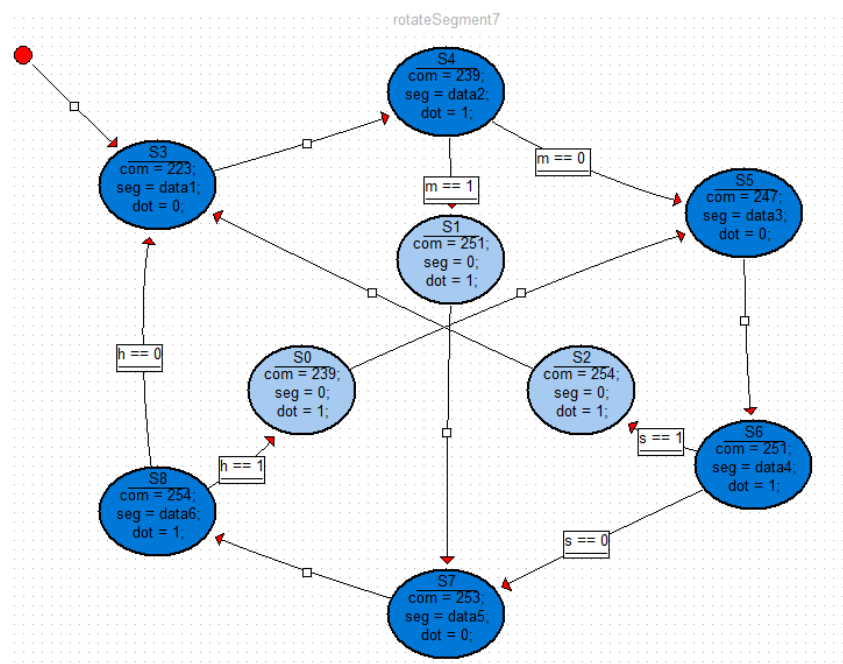 rotateSegment7
S4
com = 239;
seg = data2;
dot = 1;
S3
com = 223;
seg = data1;
dot = 0;
m == 0
m == 1
S5
com = 247;
seg = data3;
dot = 0;
S1
com = 251;
seg = 0;
dot = 1;
h == 0
S0
com = 239;
seg = 0;
dot = 1;
S2
com = 254;
seg = 0;
dot = 1;
s == 1
S6
com = 251;
seg = data4;
dot = 1;
h == 1
S8
com = 254;
seg = data6;
dot = 1;
s == 0
S7
com = 253;
seg = data5;
dot = 0;